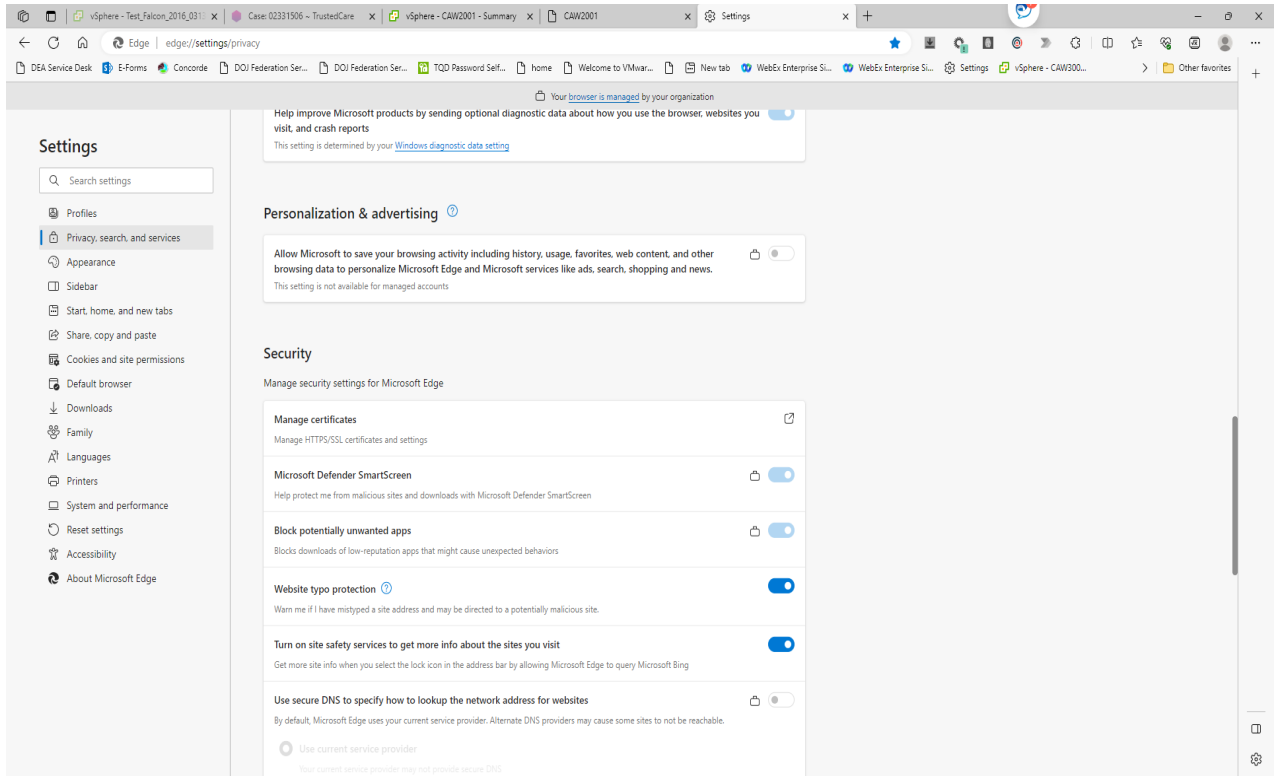 vSphere - Test_Falcon_2016_031
Case: 02331506 ~ TrustedCare
vSphere - CAW2001 - Summary
CAW2001
Settings
Edge
edge://settings/privacy
DEA Service Desk
E-Forms
Concorde
DOJ Federation Ser...
DOJ Federation Ser...
TQD Password Self...
home
Welcome to VMwar...
New tab
WebEx Enterprise Si...
WebEx Enterprise Si...
Settings
vSphere - CAW300...
Other favorites
Your browser is managed by your organization
Settings
Search settings
Profiles
Privacy, search, and services
Appearance
Sidebar
Start, home, and new tabs
Share, copy and paste
Cookies and site permissions
Default browser
Downloads
Family
Languages
Printers
System and performance
Reset settings
Accessibility
About Microsoft Edge
Help improve Microsoft products by sending optional diagnostic data about how you use the browser, websites you
visit, and crash reports
This setting is determined by your Windows diagnostic data setting
Personalization & advertising
Allow Microsoft to save your browsing activity including history, usage, favorites, web content, and other
browsing data to personalize Microsoft Edge and Microsoft services like ads, search, shopping and news.
This setting is not available for managed accounts
Security
Manage security settings for Microsoft Edge
Manage certificates
Manage HTTPS/SSL certificates and settings
Microsoft Defender SmartScreen
Help protect me from malicious sites and downloads with Microsoft Defender SmartScreen
Block potentially unwanted apps
Blocks downloads of low-reputation apps that might cause unexpected behaviors
Website typo protection
Warn me if I have mistyped a site address and may be directed to a potentially malicious site.
Turn on site safety services to get more info about the sites you visit
Get more site info when you select the lock icon in the address bar by allowing Microsoft Edge to query Microsoft Bing
Use secure DNS to specify how to lookup the network address for websites
By default, Microsoft Edge uses your current service provider. Alternate DNS providers may cause some sites to not be reachable.
Use current service provider
Your current service provider may not provide secure DNS